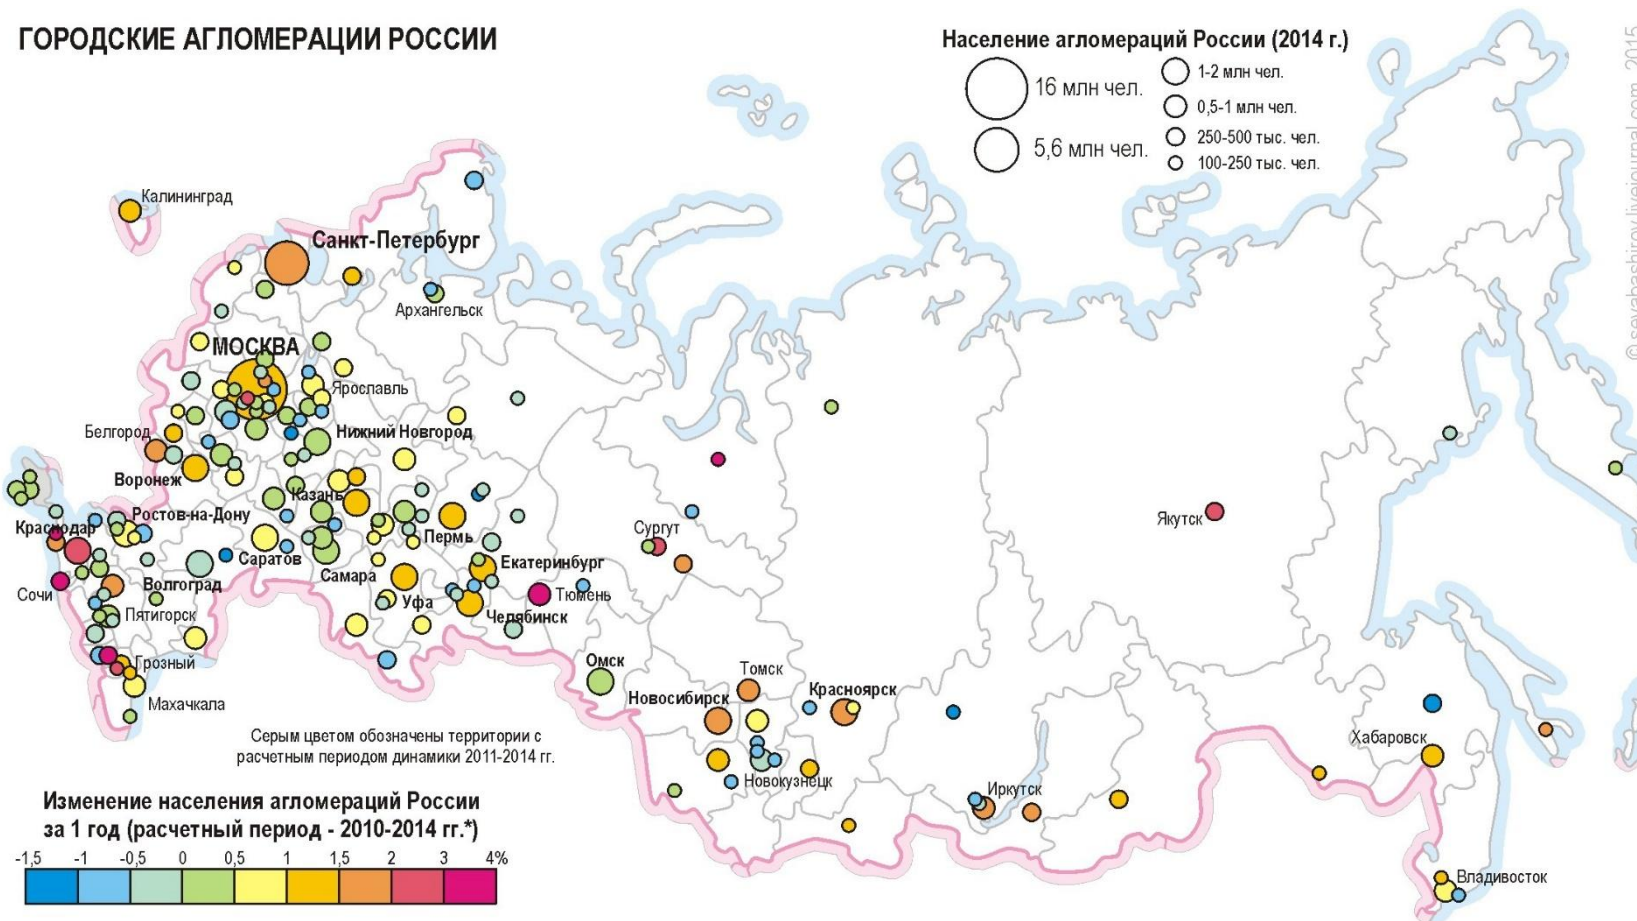 ГОРОДСКИЕ АГЛОМЕРАЦИИ РОССИИ
Население агломераций России (2014 г.)
16 млн чел.
5,6 млн чел.
1-2 млн чел.
0,5-1 млн чел.
250-500 тыс. чел.
100-250 тыс. чел.
© sevabashirov.livejournal.com, 2015
Калининград
Санкт-Петербург
Архангельск
МОСКВА
Ярославль
Белгород
Нижний Новгород
Воронеж
Казань
Ростов-на-Дону
Краснодар
Пермь
Сургут
Якутск
Саратов
Екатеринбург
Самара
Волгоград
Сочи
Тюмень
Уфа
Пятигорск
Челябинск
Грозный
Омск
Томск
Махачкала
Новосибирск
Красноярск
Хабаровск
Новокузнецк
Иркутск
Владивосток
Серым цветом обозначены территории с
расчетным периодом динамики 2011-2014 гг.
Изменение населения агломераций России
за 1 год (расчетный период - 2010-2014 гг.*)
-1,5 -1 -0,5 0 0,5 1 1,5 2 3 4%